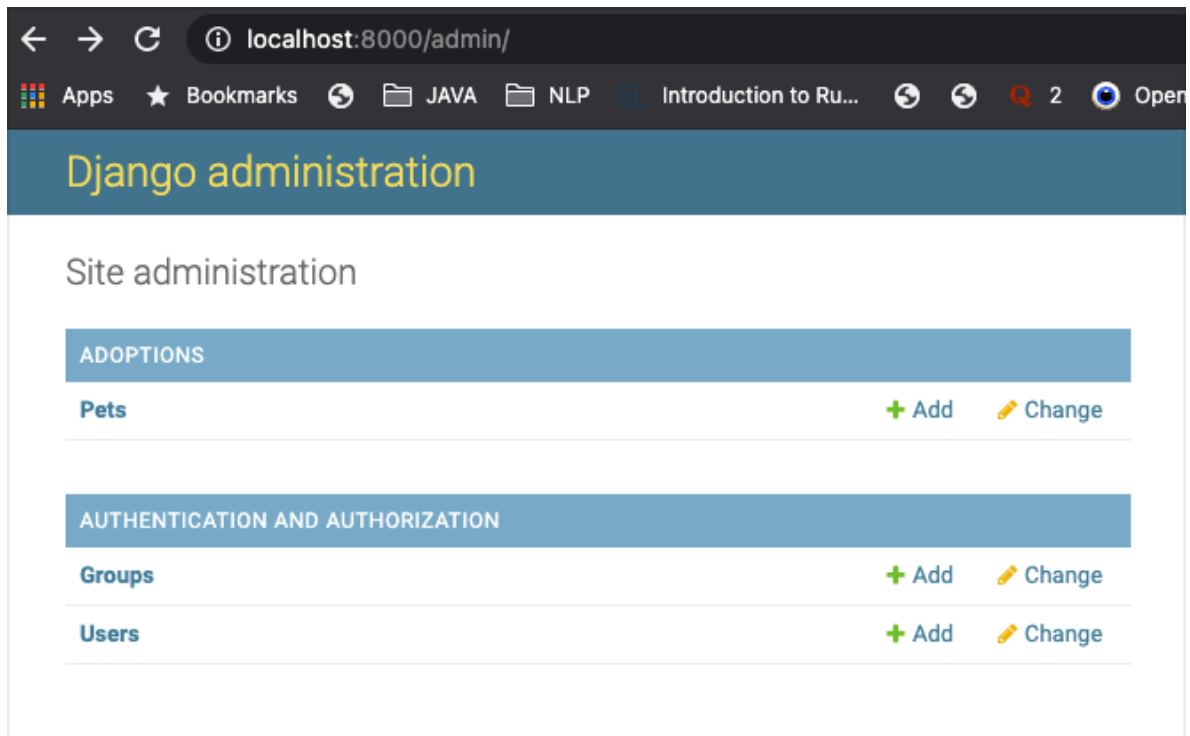 localhost:8000/admin/
Apps Bookmarks JAVA NLP Introduction to Ru... Q 2 Open
Django administration
Site administration
ADOPTIONS
Pets Add Change
AUTHENTICATION AND AUTHORIZATION
Groups Add Change
Users Add Change